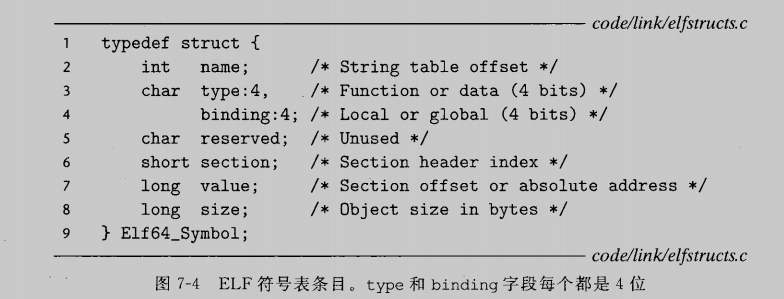 code/link/elfstructs.c
1 typedef struct {
2     int   name;      /* String table offset */
3     char  type:4,    /* Function or data (4 bits) */
4           binding:4; /* Local or global (4 bits) */
5     char  reserved;  /* Unused */
6     short section;   /* Section header index */
7     long  value;     /* Section offset or absolute address */
8     long  size;      /* Object size in bytes */
9 } Elf64_Symbol;
code/link/elfstructs.c
图 7-4 ELF 符号表条目。type 和 binding 字段每个都是 4 位